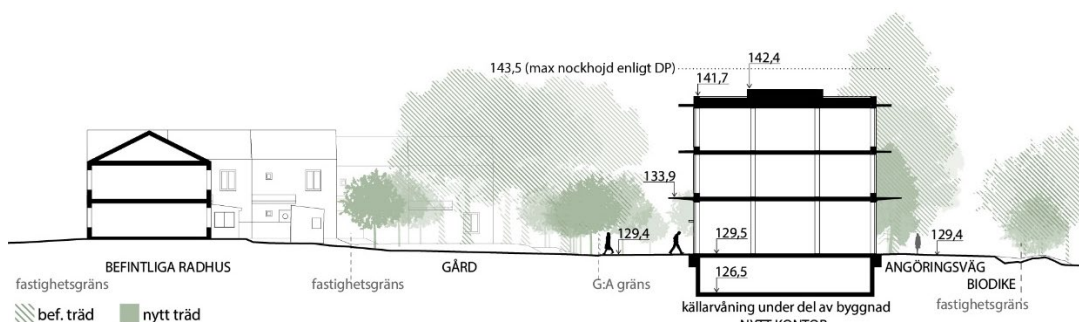 142,4
143,5 (max nockhojd enligt DP)
141,7
133,9
129,4
129,5
129,4
BEFINTLIGA RADHUS
GÅRD
126,5
ANGÖRINGSVÄG
BIODIKE
fastighetsgräns
fastighetsgräns
G:A gräns
fastighetsgräns
källarvåning under del av byggnad
NYTT KONTOR
bef. träd
nytt träd